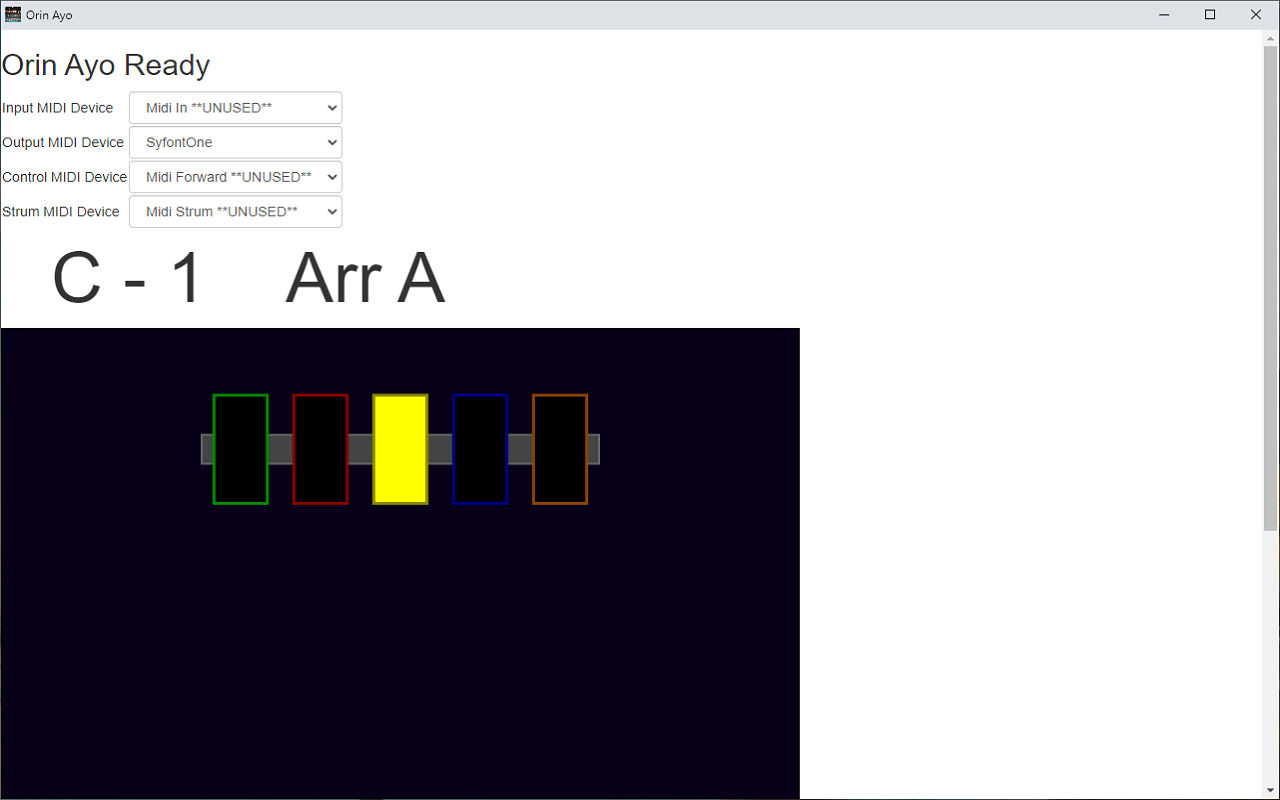 Orin Ayo
Orin Ayo Ready
Input MIDI Device Midi In **UNUSED**
Output MIDI Device SyfontOne
Control MIDI Device Midi Forward **UNUSED**
Strum MIDI Device Midi Strum **UNUSED**
C - 1 Arr A